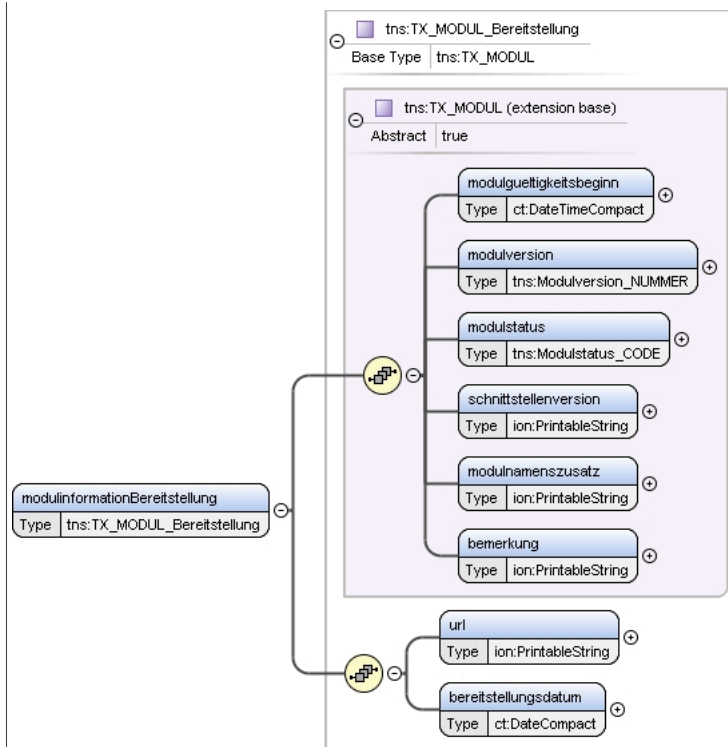 tns:TX_MODUL_Bereitstellung
Base Type tns:TX_MODUL
tns:TX_MODUL (extension base)
Abstract true
modulgueltigkeitsbeginn
Type ct:DateTimeCompact
modulversion
Type tns:Modulversion_NUMMER
modulstatus
Type tns:Modulstatus_CODE
schnittstellenversion
Type ion:PrintableString
modulnamenszusatz
Type ion:PrintableString
modulinformationBereitstellung
Type tns:TX_MODUL_Bereitstellung
bemerkung
Type ion:PrintableString
url
Type ion:PrintableString
bereitstellungsdatum
Type ct:DateCompact